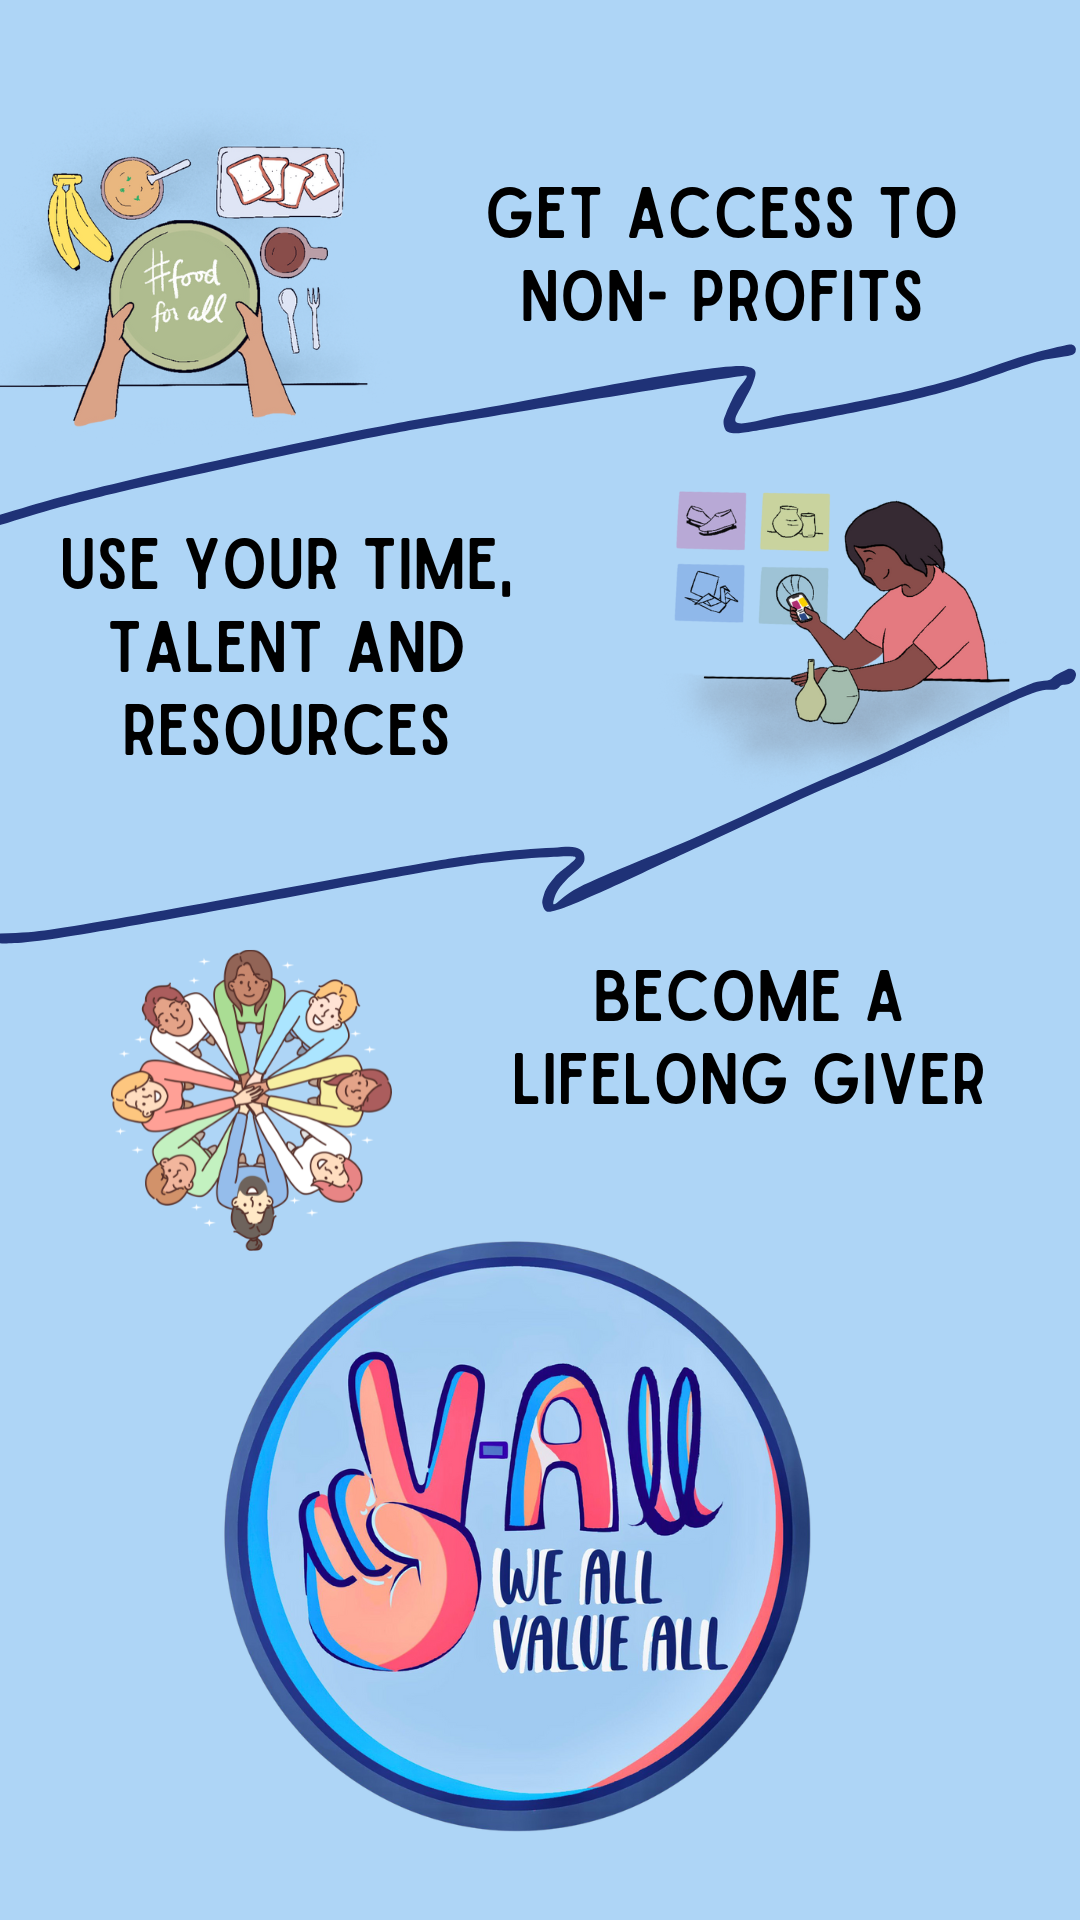 #food
for all
GET ACCESS TO
NON- PROFITS
USE YOUR TIME,
TALENT AND
RESOURCES
BECOME A
LIFELONG GIVER
V-All
WE ALL
VALUE ALL